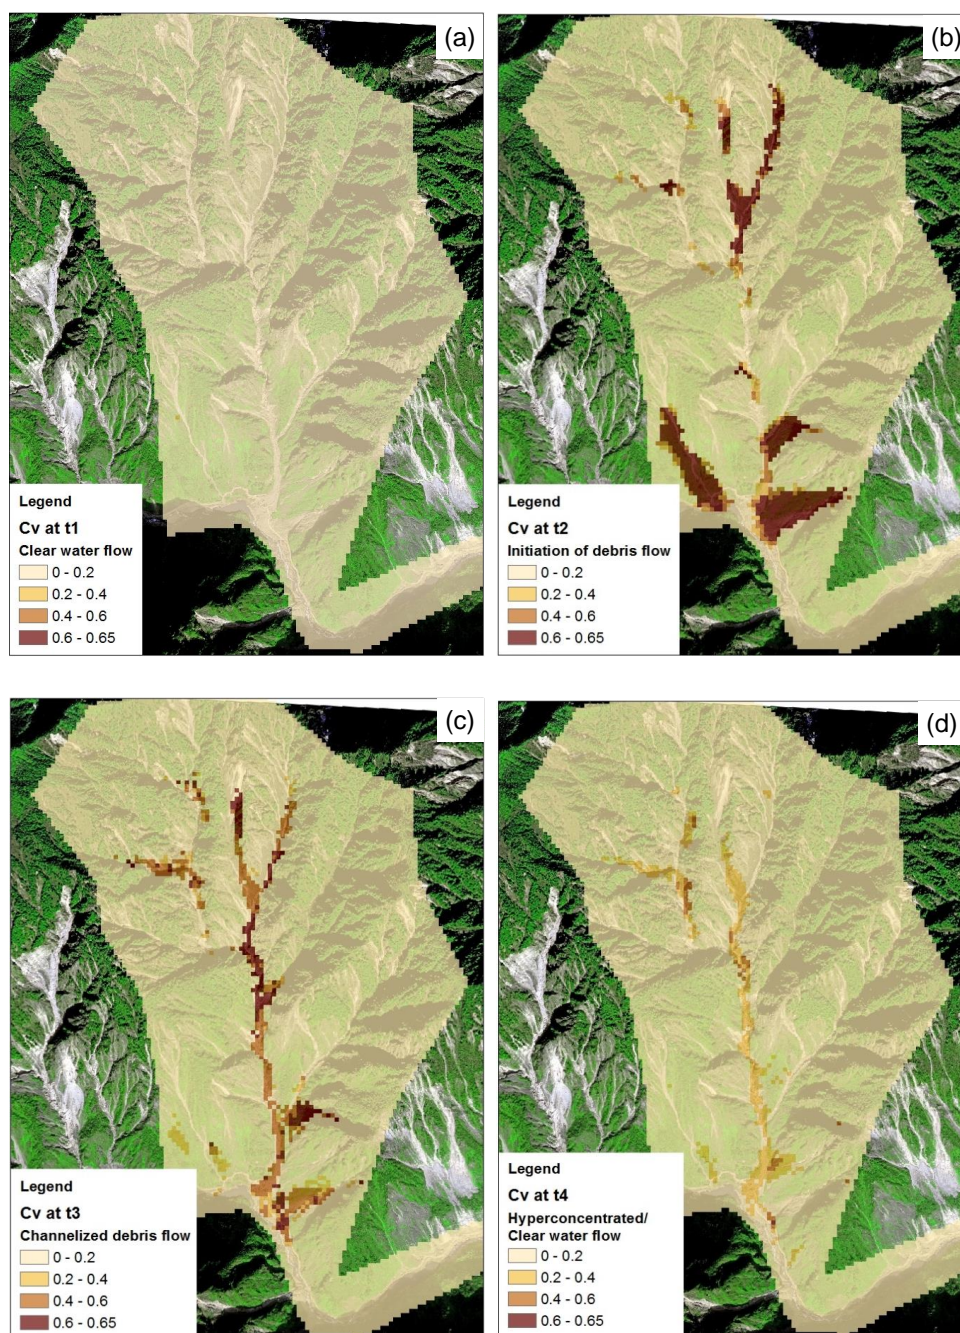 (a)
Legend
Cv at t1
Clear water flow
0 - 0.2
0.2 - 0.4
0.4 - 0.6
0.6 - 0.65
(b)
Legend
Cv at t2
Initiation of debris flow
0 - 0.2
0.2 - 0.4
0.4 - 0.6
0.6 - 0.65
(c)
Legend
Cv at t3
Channelized debris flow
0 - 0.2
0.2 - 0.4
0.4 - 0.6
0.6 - 0.65
(d)
Legend
Cv at t4
Hyperconcentrated/
Clear water flow
0 - 0.2
0.2 - 0.4
0.4 - 0.6
0.6 - 0.65